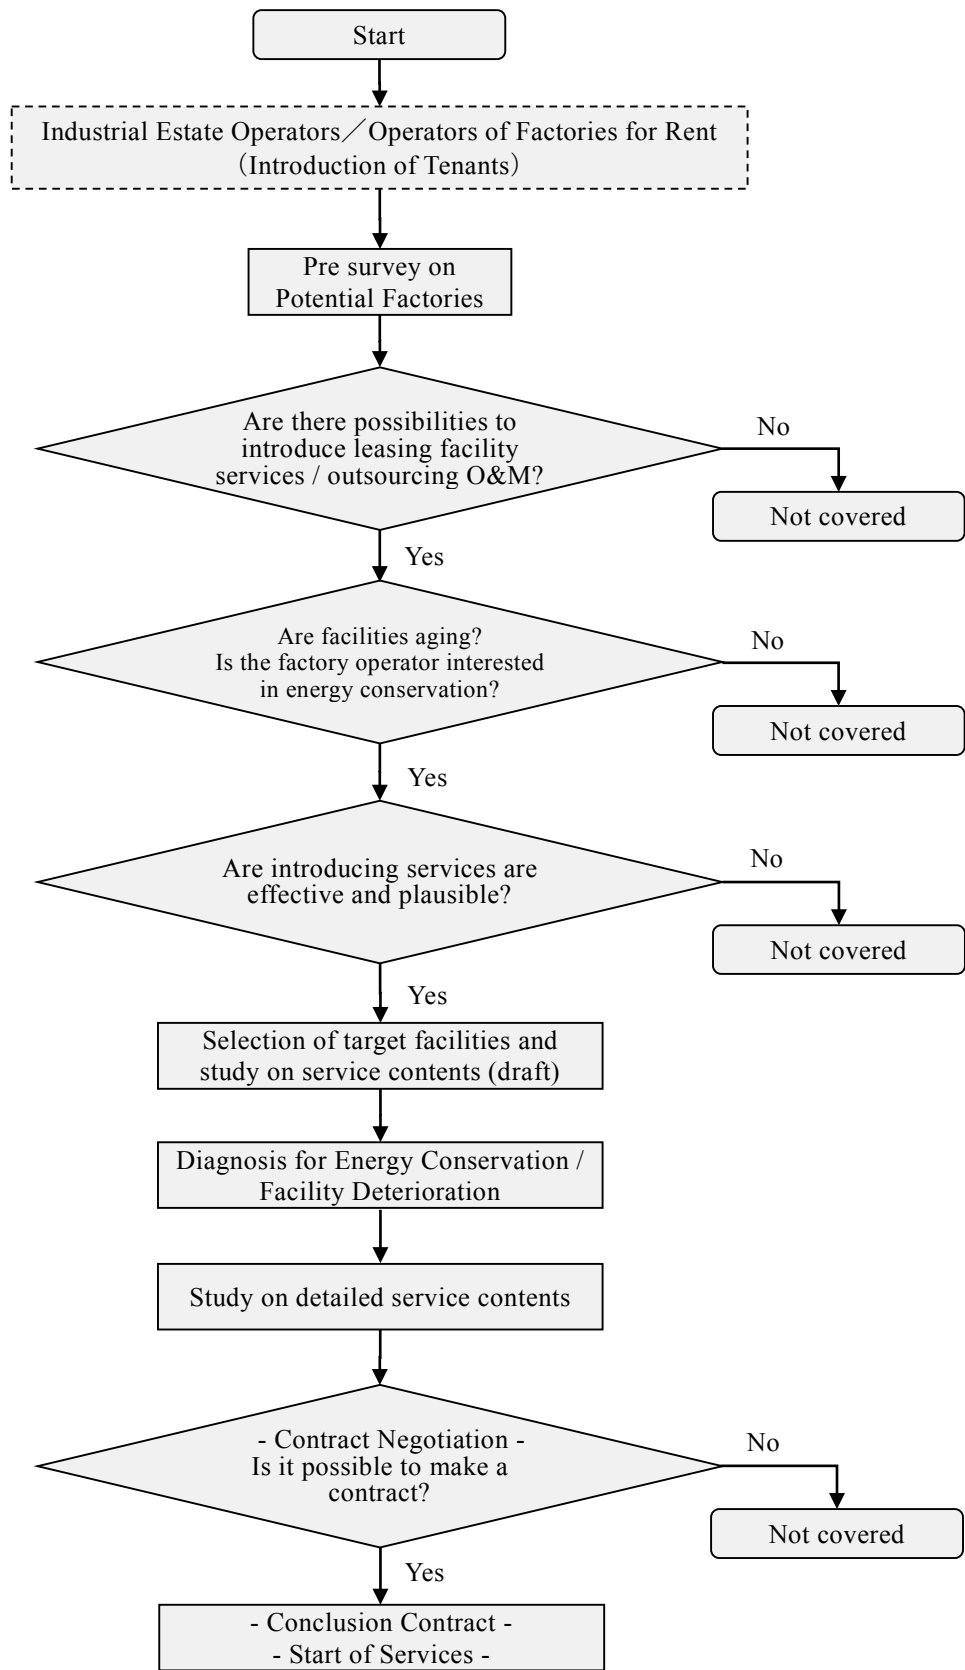 Start
Industrial Estate Operators／Operators of Factories for Rent
（Introduction of Tenants）
Pre survey on
Potential Factories
Are there possibilities to
introduce leasing facility
services / outsourcing O&M?
No
Not covered
Yes
Are facilities aging?
Is the factory operator interested
in energy conservation?
No
Not covered
Yes
Are introducing services are
effective and plausible?
No
Not covered
Yes
Selection of target facilities and
study on service contents (draft)
Diagnosis for Energy Conservation /
Facility Deterioration
Study on detailed service contents
- Contract Negotiation -
Is it possible to make a
contract?
No
Not covered
Yes
- Conclusion Contract -
- Start of Services -